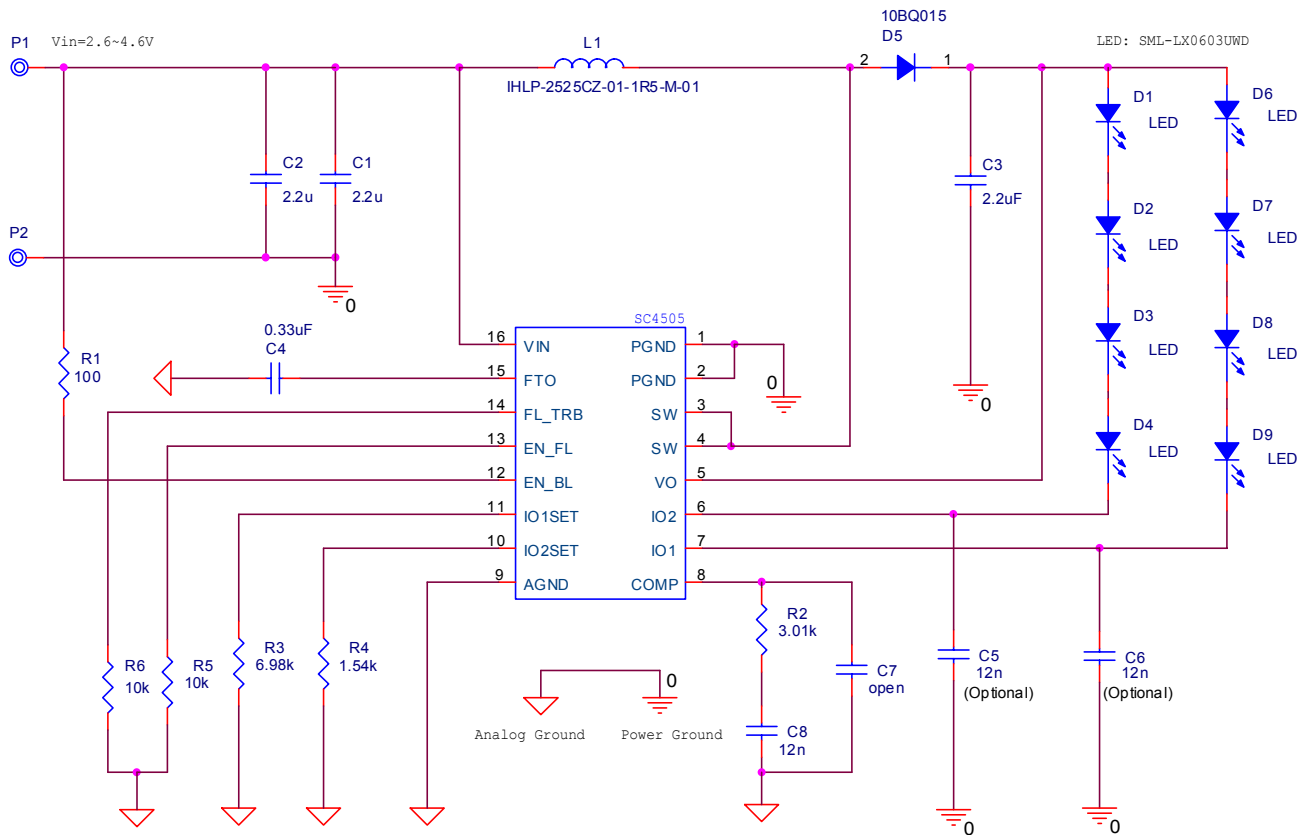 10BQ015
P1
Vin=2.6~4.6V
L1
D5
LED: SML-LX0603UWD
2
1
IHLP-2525CZ-01-1R5-M-01
D1
LED
D6
LED
C2
2.2u
C1
2.2u
C3
2.2uF
D2
LED
D7
LED
P2
0
0.33uF
C4
SC4505
D3
LED
D8
LED
R1
100
16
VIN
PGND
1
15
FTO
PGND
2
0
0
14
FL_TRB
SW
3
13
EN_FL
SW
4
D4
LED
D9
LED
12
EN_BL
VO
5
11
IO1SET
IO2
6
10
IO2SET
IO1
7
9
AGND
COMP
8
R2
3.01k
R6
10k
R5
10k
R3
6.98k
R4
1.54k
C7
open
C5
12n
(Optional)
C6
12n
(Optional)
0
Analog Ground
Power Ground
C8
12n
0
0